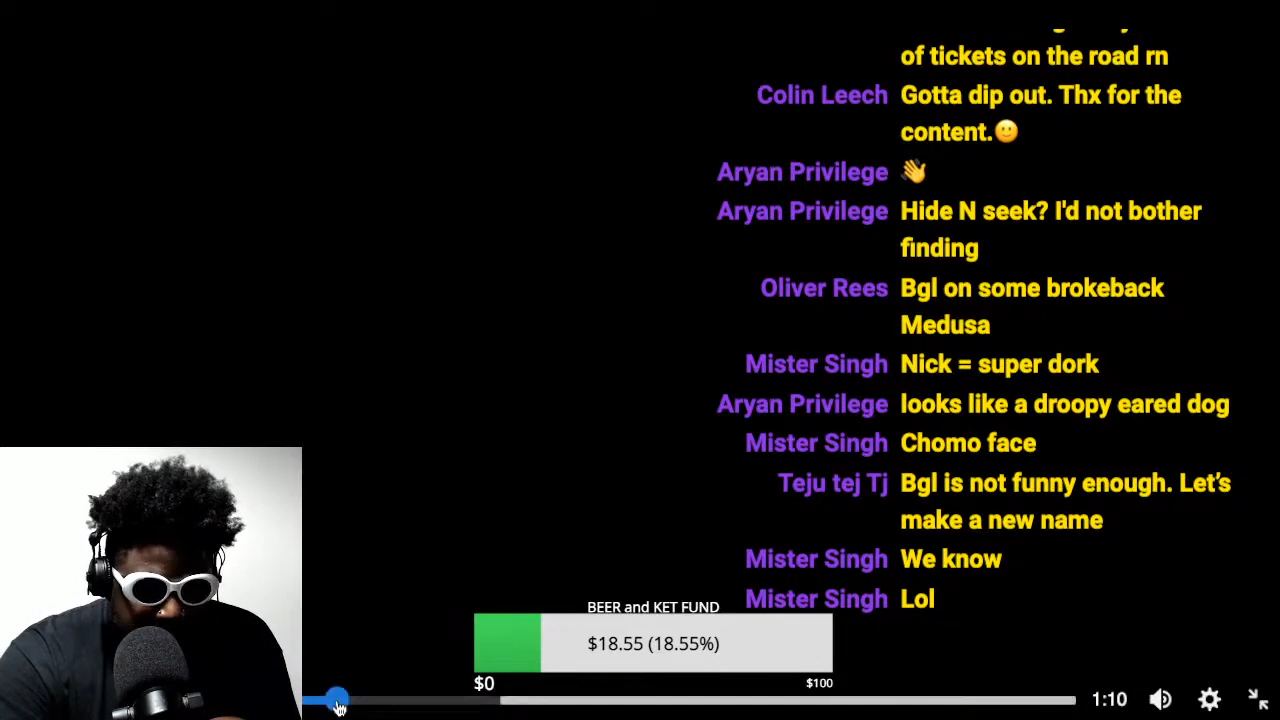 of tickets on the road rn
Colin Leech Gotta dip out. Thx for the
content.🙂
Aryan Privilege 👋
Aryan Privilege Hide N seek? I'd not bother
finding
Oliver Rees Bgl on some brokeback
Medusa
Mister Singh Nick = super dork
Aryan Privilege looks like a droopy eared dog
Mister Singh Chomo face
Teju tej Tj Bgl is not funny enough. Let’s
make a new name
Mister Singh We know
Mister Singh Lol
BEER and KET FUND
$18.55 (18.55%)
$0 $100
1:10